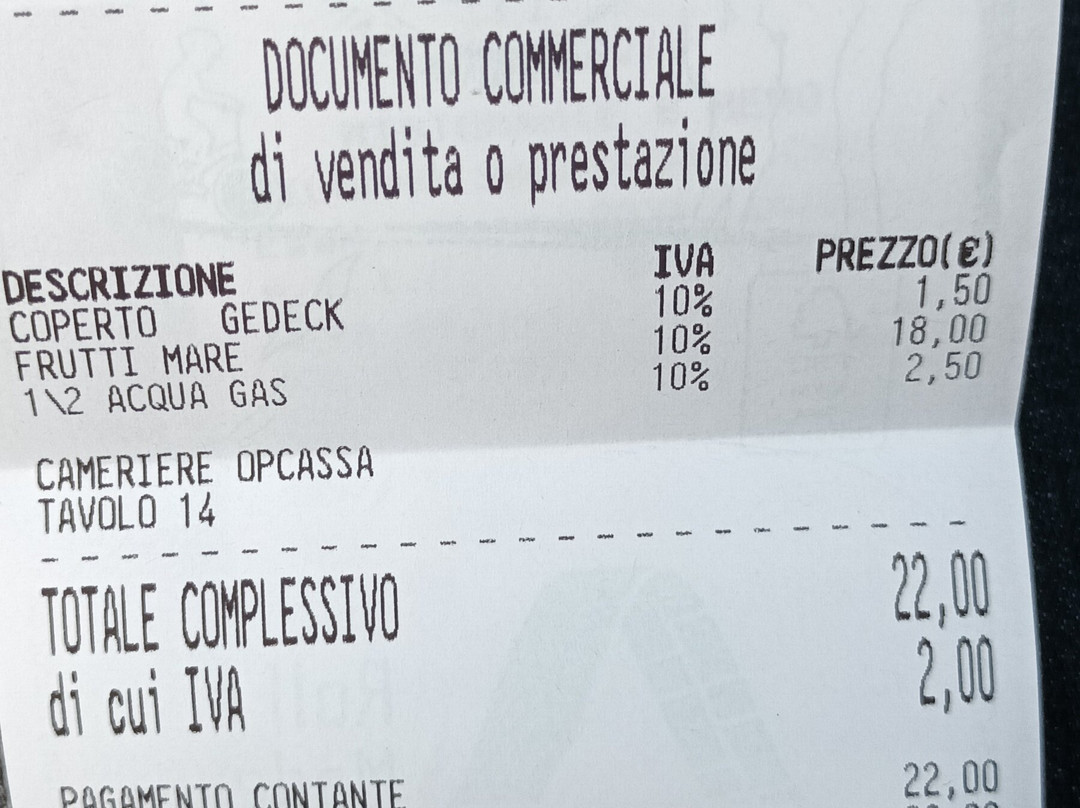 DOCUMENTO COMMERCIALE
di vendita o prestazione
DESCRIZIONE IVA PREZZO(€)
COPERTO GEDECK 10% 1,50
FRUTTI MARE 10% 18,00
1\2 ACQUA GAS 10% 2,50
CAMERIERE OPCASSA
TAVOLO 14
TOTALE COMPLESSIVO 22,00
di cui IVA 2,00
PAGAMENTO CONTANTE 22,00